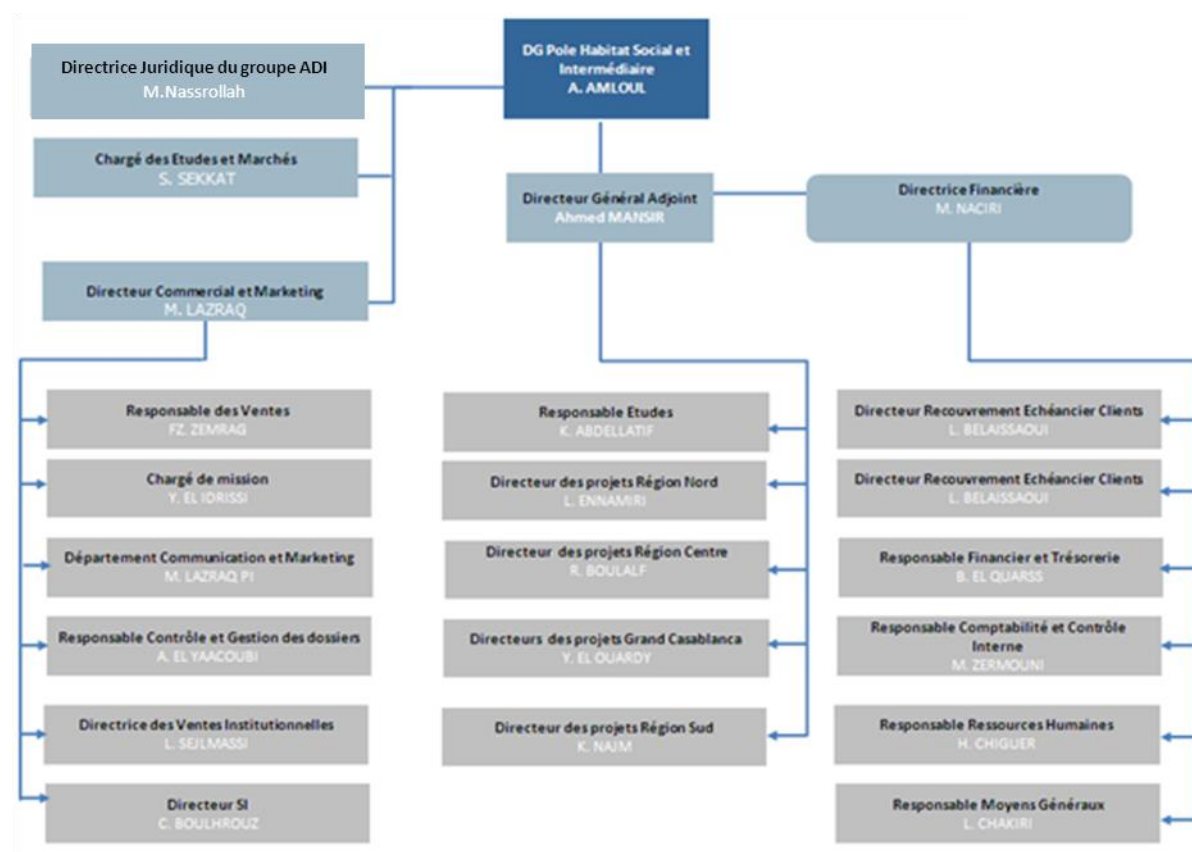 DG Pole Habitat Social et
Intermédiaire
A. AMLOUL
Directrice Juridique du groupe ADI
M.Nassrollah
Chargé des Etudes et Marchés
S. SEKKAT
Directeur Commercial et Marketing
M. LAZRAQ
Directeur Général Adjoint
Ahmed MANSIR
Directrice Financière
M. NACIRI
Responsable des Ventes
FZ. ZEMRAG
Chargé de mission
Y. EL IDRISSI
Département Communication et Marketing
M. LAZRAQ PI
Responsable Contrôle et Gestion des dossiers
A. EL YAACOUBI
Directrice des Ventes Institutionnelles
L. SEJLMASSI
Directeur SI
C. BOULHROUZ
Responsable Etudes
K. ABDELLATIF
Directeur des projets Région Nord
L. ENNAMIRI
Directeur des projets Région Centre
R. BOULALF
Directeurs des projets Grand Casablanca
Y. EL OUARDY
Directeur des projets Région Sud
K. NAJM
Directeur Recouvrement Echéancier Clients
L. BELAISSAOUI
Directeur Recouvrement Echéancier Clients
L. BELAISSAOUI
Responsable Financier et Trésorerie
B. EL QUARSS
Responsable Comptabilité et Contrôle
Interne
M. ZERMOUNI
Responsable Ressources Humaines
H. CHIGUER
Responsable Moyens Généraux
L. CHAKIRI